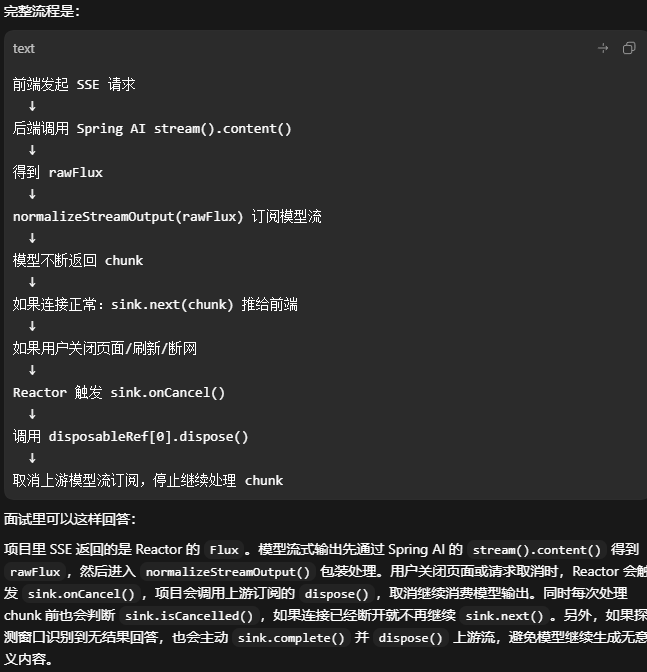 完整流程是：
text
前端发起 SSE 请求
↓
后端调用 Spring AI stream().content()
↓
得到 rawFlux
↓
normalizeStreamOutput(rawFlux) 订阅模型流
↓
模型不断返回 chunk
↓
如果连接正常：sink.next(chunk) 推给前端
↓
如果用户关闭页面/刷新/断网
↓
Reactor 触发 sink.onCancel()
↓
调用 disposableRef[0].dispose()
↓
取消上游模型流订阅，停止继续处理 chunk
面试里可以这样回答：
项目里 SSE 返回的是 Reactor 的 Flux 。模型流式输出先通过 Spring AI 的 stream().content() 得到
rawFlux ，然后进入 normalizeStreamOutput() 包装处理。用户关闭页面或请求取消时，Reactor 会触
发 sink.onCancel() ，项目会调用上游订阅的 dispose() ，取消继续消费模型输出。同时每次处理
chunk 前也会判断 sink.isCancelled() ，如果连接已经断开就不再继续 sink.next() 。另外，如果探
测窗口识别到无结果回答，也会主动 sink.complete() 并 dispose() 上游流，避免模型继续生成无意
义内容。